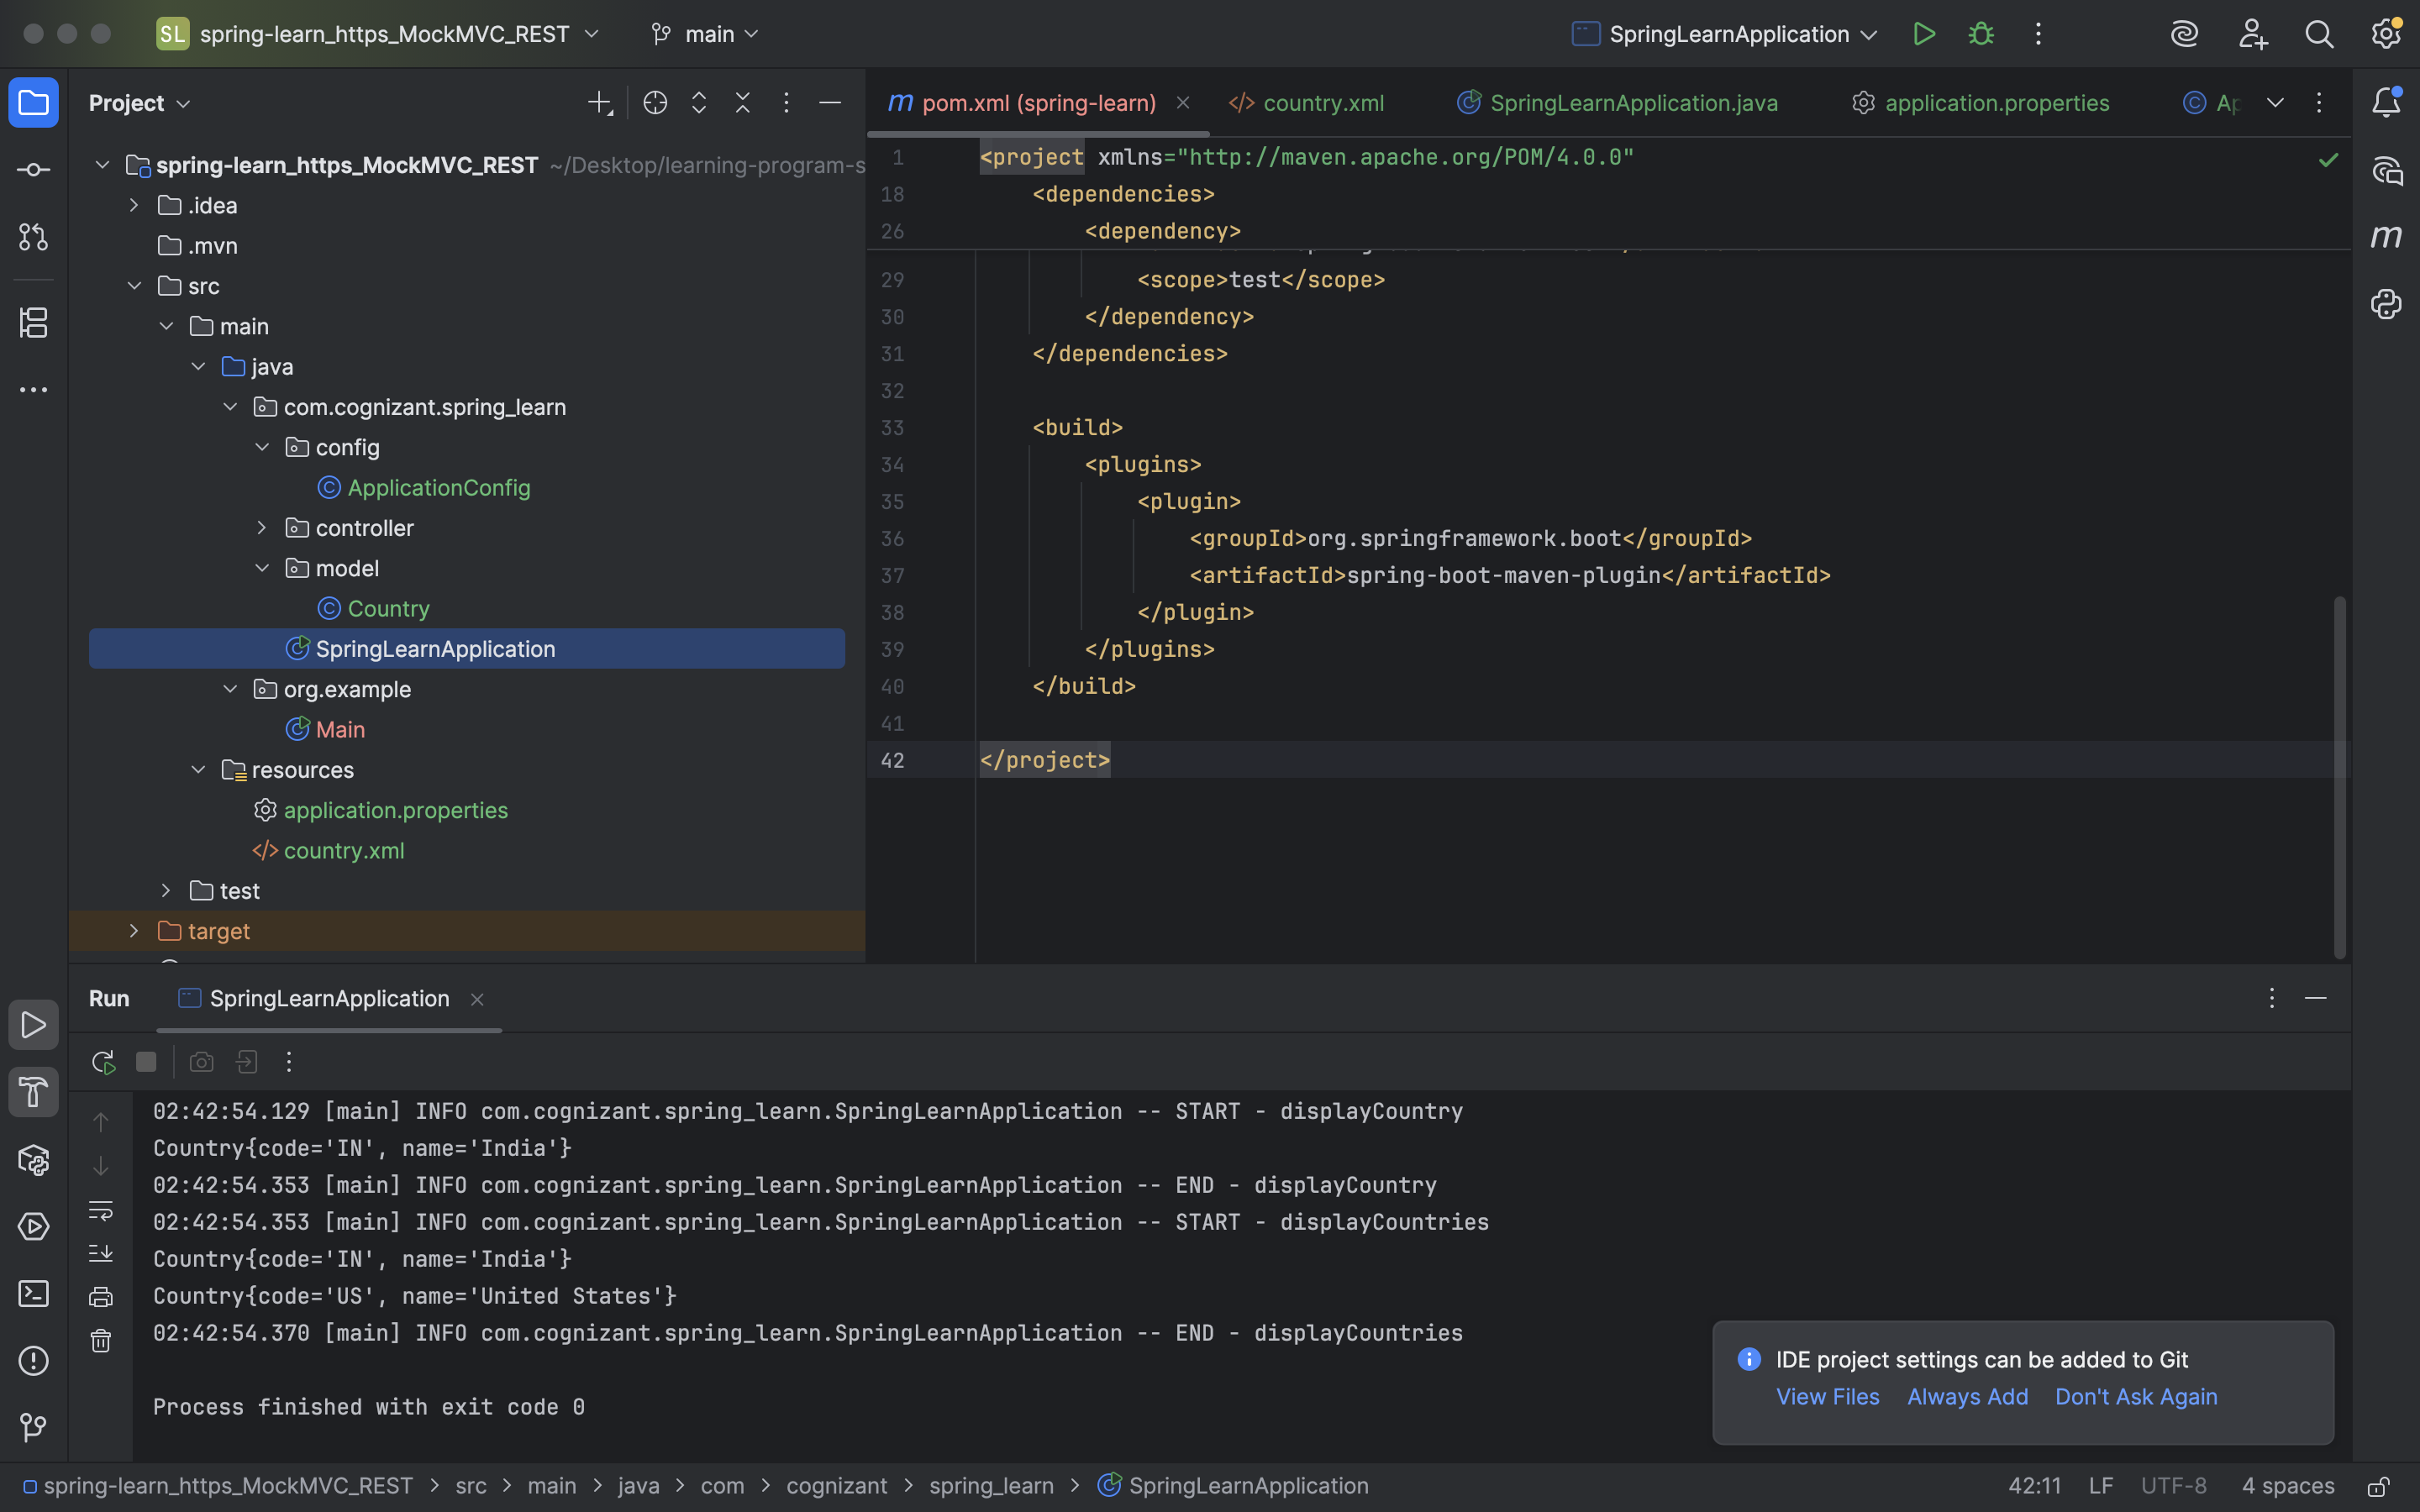 SL spring-learn_https_MockMVC_REST main SpringLearnApplication
Project
pom.xml (spring-learn) country.xml SpringLearnApplication.java application.properties
spring-learn_https_MockMVC_REST ~/Desktop/learning-program-s
.idea
.mvn
src
main
java
com.cognizant.spring_learn
config
ApplicationConfig
controller
model
Country
SpringLearnApplication
org.example
Main
resources
application.properties
country.xml
test
target
1 <project xmlns="http://maven.apache.org/POM/4.0.0"
18 <dependencies>
26 <dependency>
29 <scope>test</scope>
30 </dependency>
31 </dependencies>
32
33 <build>
34 <plugins>
35 <plugin>
36 <groupId>org.springframework.boot</groupId>
37 <artifactId>spring-boot-maven-plugin</artifactId>
38 </plugin>
39 </plugins>
40 </build>
41
42 </project>
Run SpringLearnApplication
02:42:54.129 [main] INFO com.cognizant.spring_learn.SpringLearnApplication -- START - displayCountry
Country{code='IN', name='India'}
02:42:54.353 [main] INFO com.cognizant.spring_learn.SpringLearnApplication -- END - displayCountry
02:42:54.353 [main] INFO com.cognizant.spring_learn.SpringLearnApplication -- START - displayCountries
Country{code='IN', name='India'}
Country{code='US', name='United States'}
02:42:54.370 [main] INFO com.cognizant.spring_learn.SpringLearnApplication -- END - displayCountries
Process finished with exit code 0
IDE project settings can be added to Git
View Files Always Add Don't Ask Again
spring-learn_https_MockMVC_REST > src > main > java > com > cognizant > spring_learn > SpringLearnApplication 42:11 LF UTF-8 4 spaces